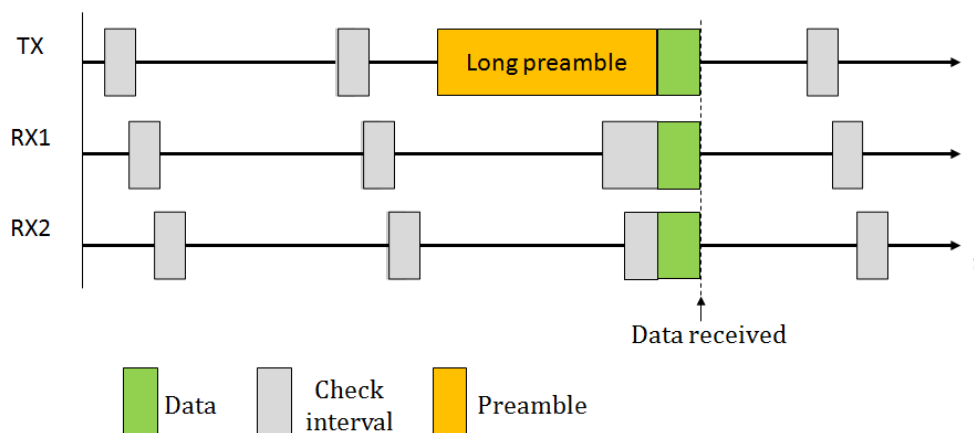 TX
Long preamble
RX1
RX2
Data received
Data
Check
interval
Preamble